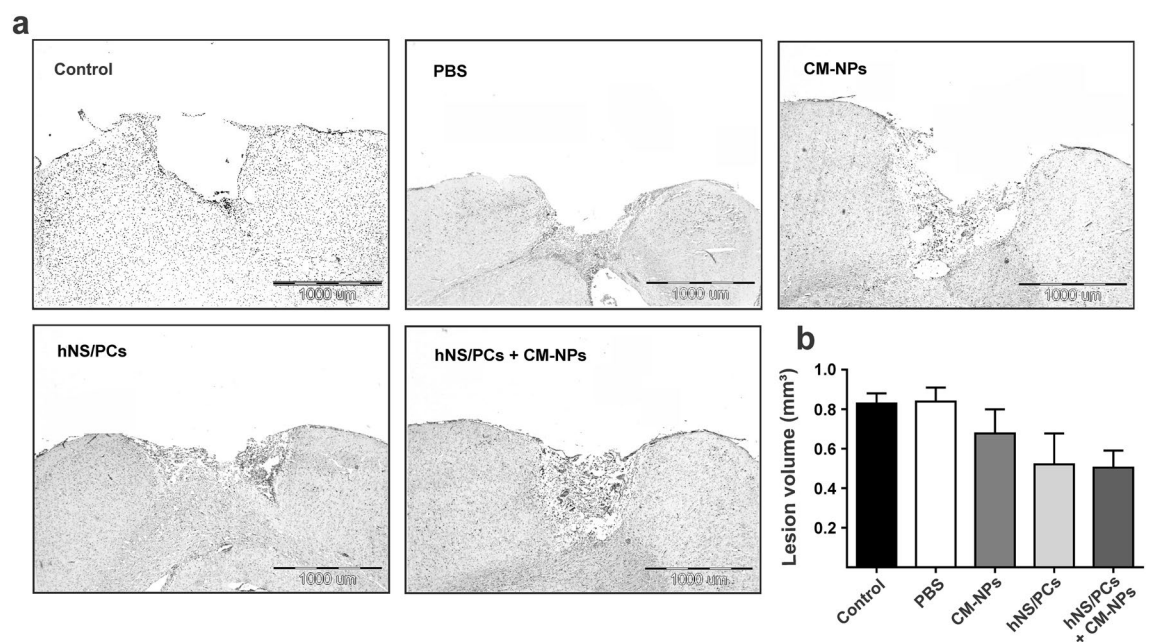 a
Control
1000 um
PBS
1000 um
CM-NPs
1000 um
hNS/PCs
1000 um
hNS/PCs + CM-NPs
1000 um
b
Lesion volume (mm³)
1.0
0.8
0.6
0.4
0.2
Control
PBS
CM-NPs
hNS/PCs
hNS/PCs
+ CM-NPs